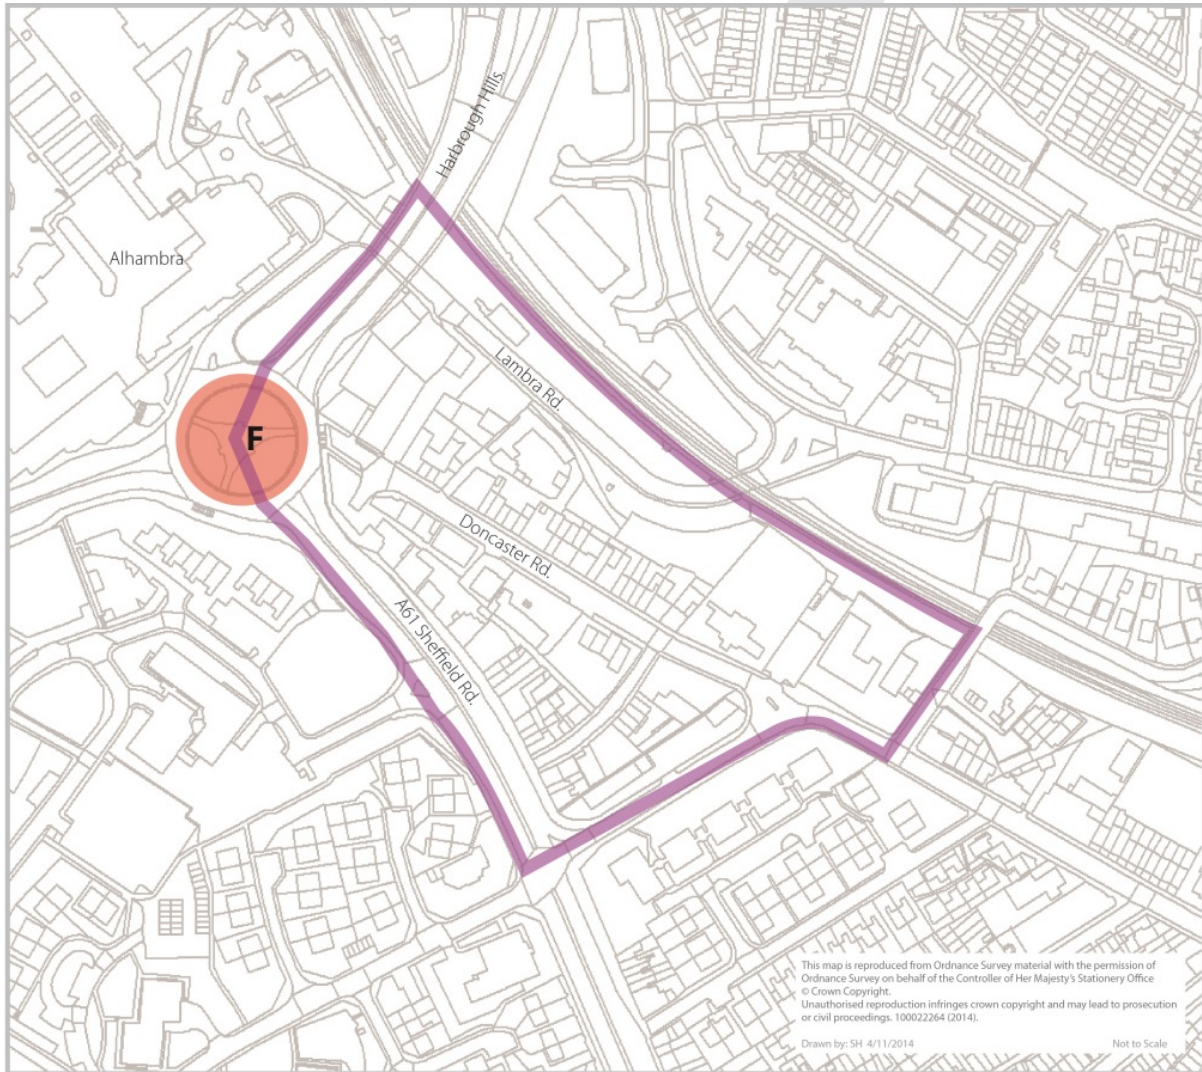 Harbrough Hills.
Alhambra
Lambra Rd.
F
Doncaster Rd.
A61 Sheffield Rd.
This map is reproduced from Ordnance Survey material with the permission of
Ordnance Survey on behalf of the Controller of Her Majesty's Stationery Office
© Crown Copyright.
Unauthorised reproduction infringes crown copyright and may lead to prosecution
or civil proceedings. 100022264 (2014).
Drawn by: SH 4/11/2014
Not to Scale